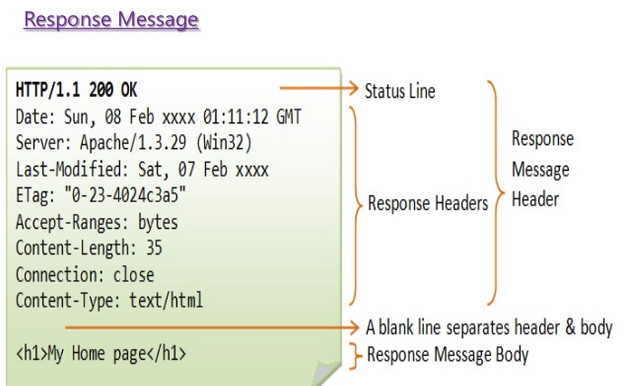 Response Message
HTTP/1.1 200 OK
Date: Sun, 08 Feb xxxx 01:11:12 GMT
Server: Apache/1.3.29 (Win32)
Last-Modified: Sat, 07 Feb xxxx
ETag: "0-23-4024c3a5"
Accept-Ranges: bytes
Content-Length: 35
Connection: close
Content-Type: text/html
<h1>My Home page</h1>
Status Line
Response Headers
Response
Message
Header
A blank line separates header & body
Response Message Body